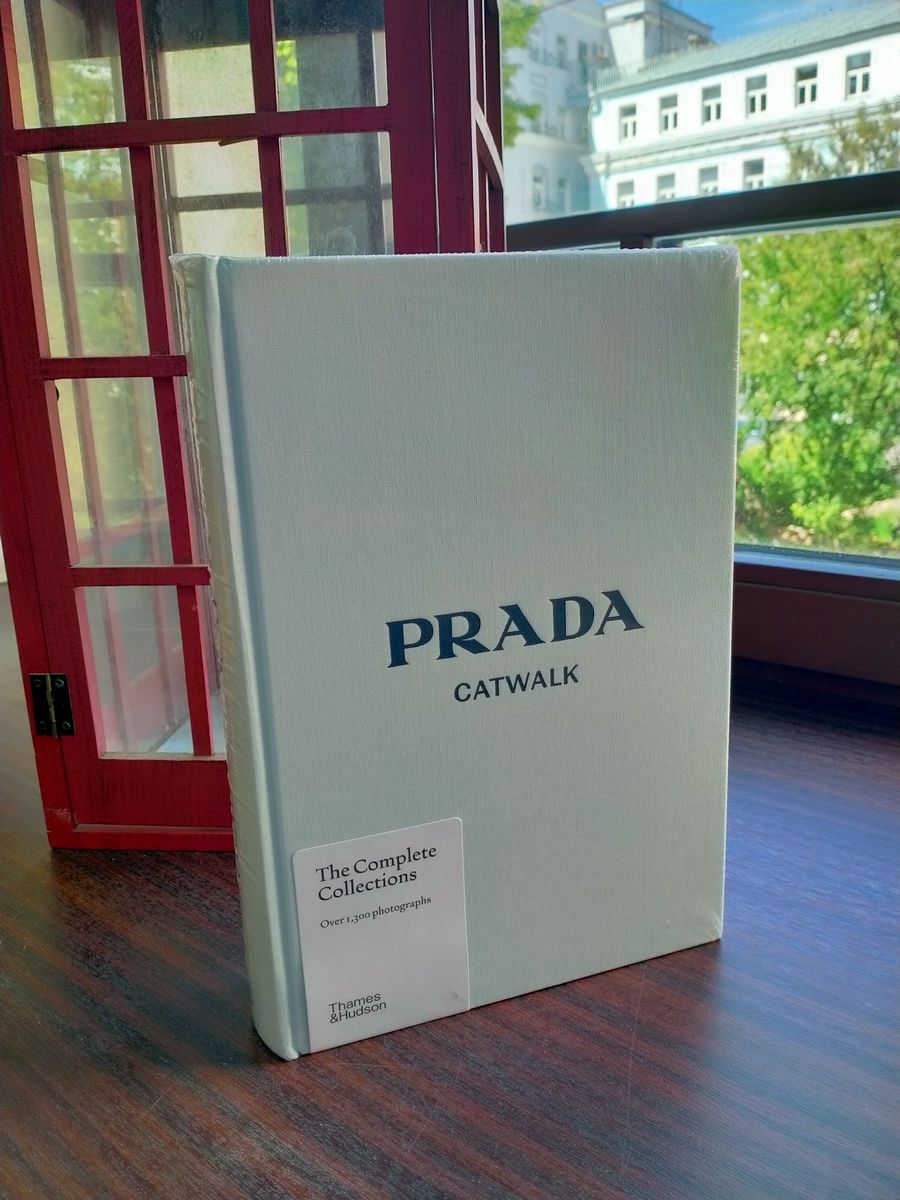 PRADA
CATWALK
The Complete
Collections
Over 1,300 photographs
Thames
&Hudson